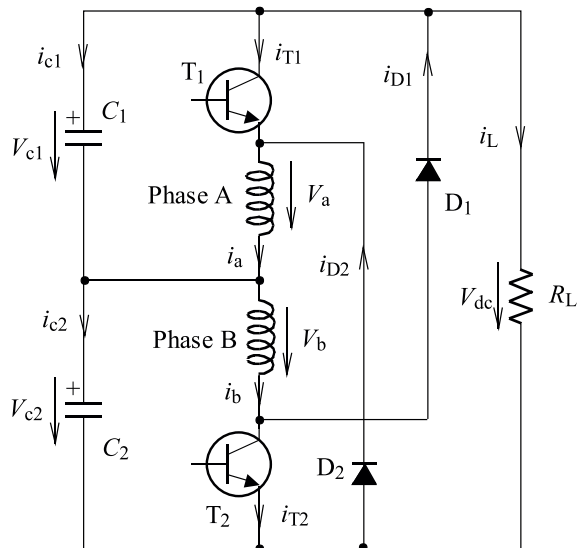 i_c1
i_T1
i_D1
T_1
C_1
+
V_c1
i_L
Phase A
V_a
D_1
i_a
i_D2
i_c2
V_dc
R_L
Phase B
V_b
+
V_c2
i_b
C_2
D_2
T_2
i_T2